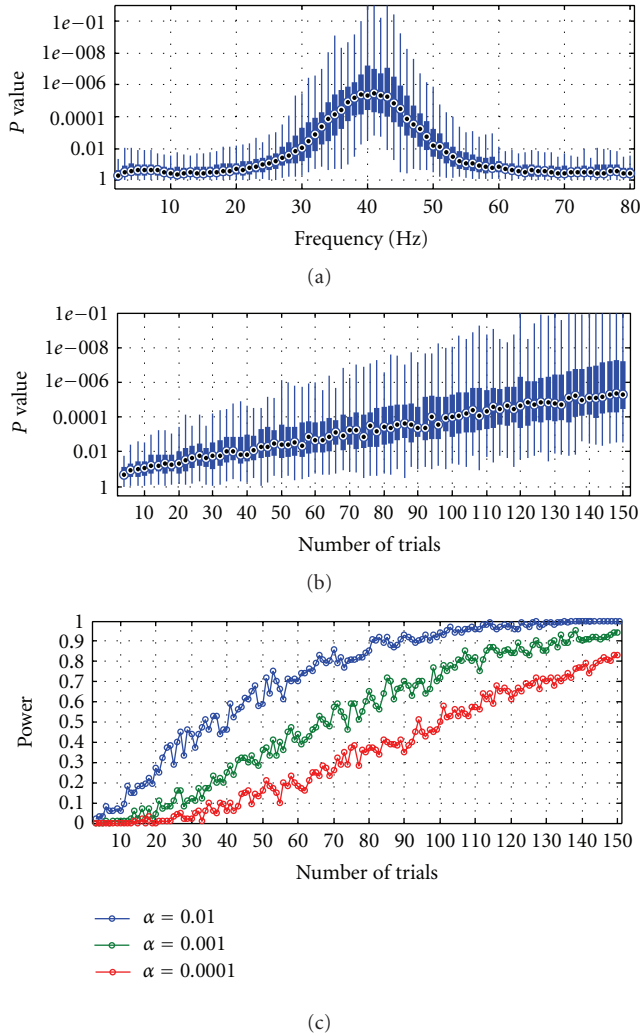 1e−01
1e−008
1e−006
0.0001
0.01
1
P value
10 20 30 40 50 60 70 80
Frequency (Hz)
(a)
1e−01
1e−008
1e−006
0.0001
0.01
1
P value
10 20 30 40 50 60 70 80 90 100 110 120 130 140 150
Number of trials
(b)
1
0.9
0.8
0.7
0.6
0.5
0.4
0.3
0.2
0.1
0
Power
10 20 30 40 50 60 70 80 90 100 110 120 130 140 150
Number of trials
α = 0.01
α = 0.001
α = 0.0001
(c)